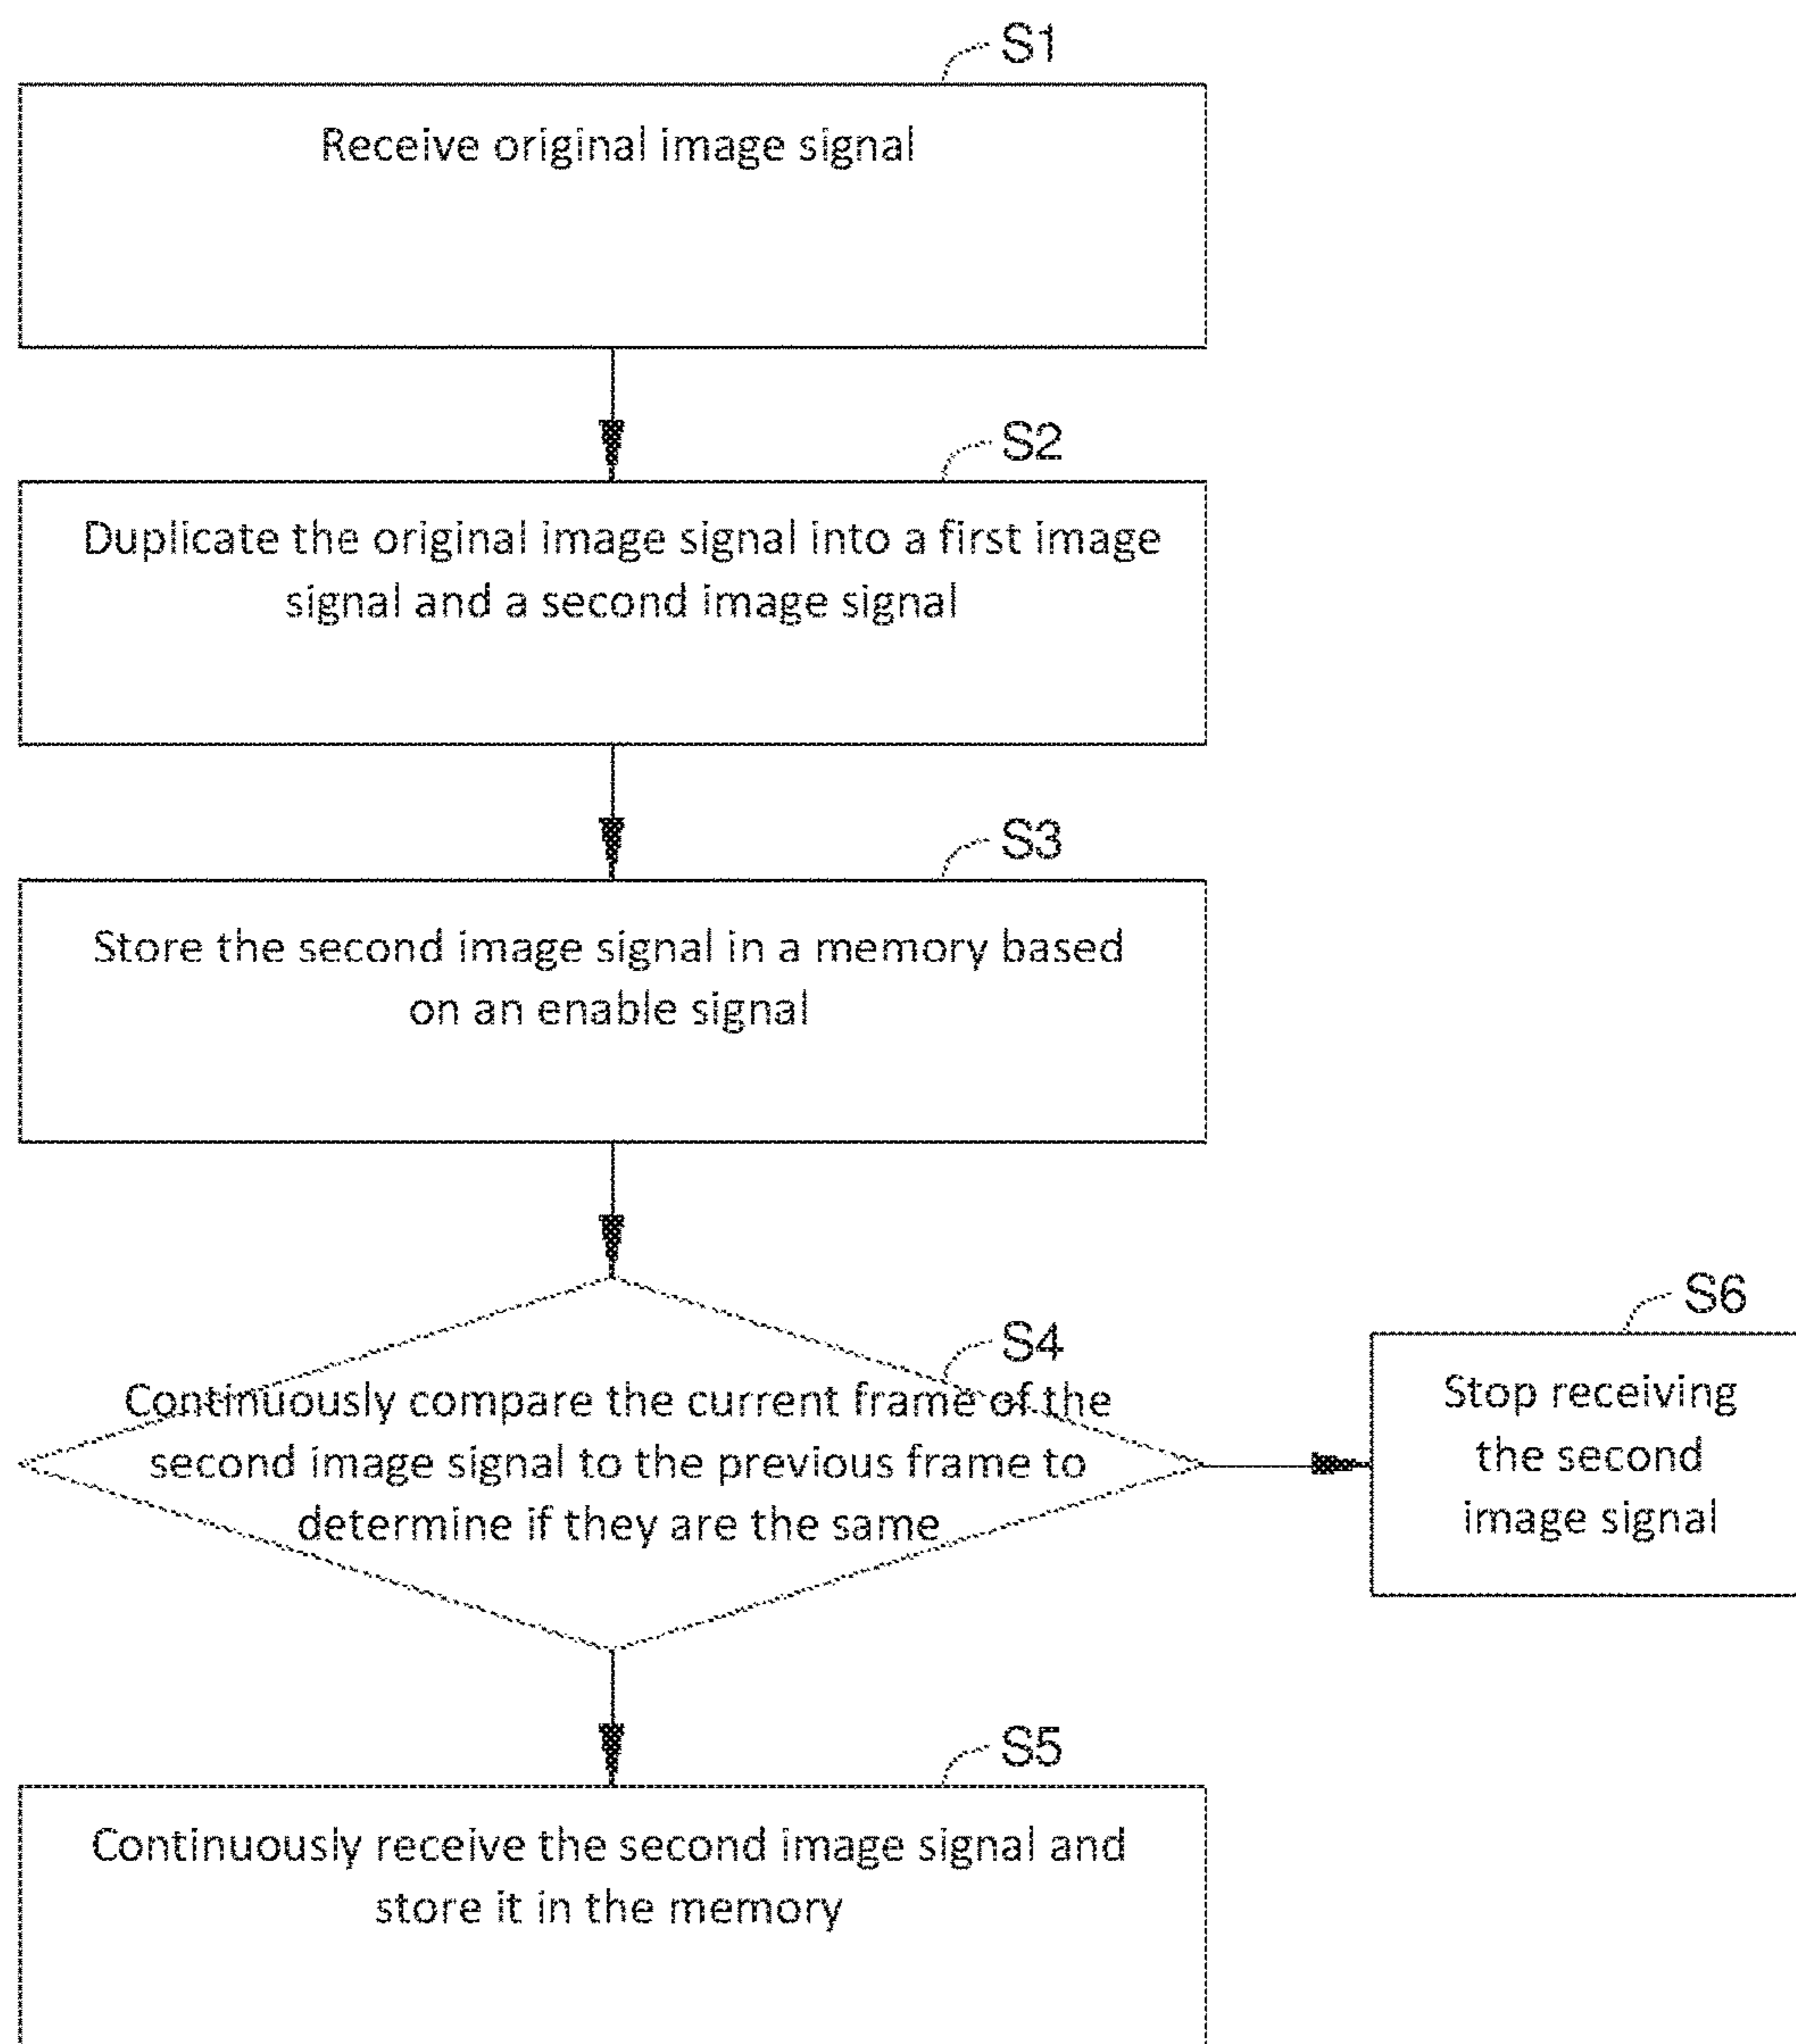 S1
Receive original image signal
S2
Duplicate the original image signal into a first image
signal and a second image signal
S3
Store the second image signal in a memory based
on an enable signal
S4
Continuously compare the current frame of the
second image signal to the previous frame to
determine if they are the same
S6
Stop receiving
the second
image signal
S5
Continuously receive the second image signal and
store it in the memory